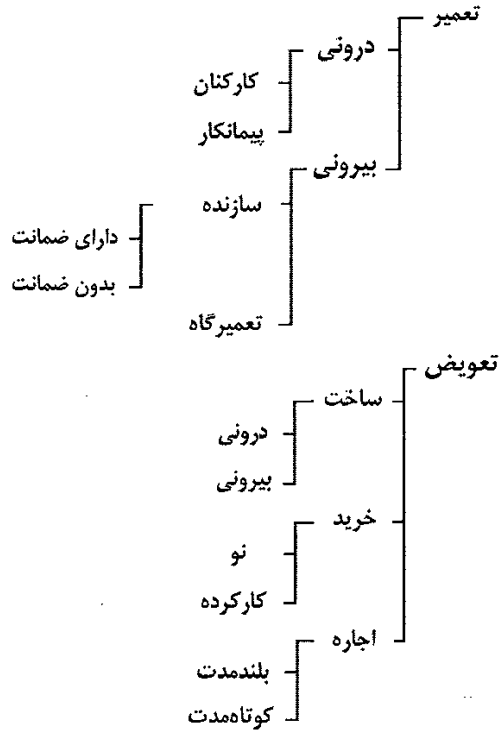 تعمیر
درونی
کارکنان
پیمانکار
بیرونی
سازنده
دارای ضمانت
بدون ضمانت
تعمیرگاه
تعویض
ساخت
درونی
بیرونی
خرید
نو
کارکرده
اجاره
بلندمدت
کوتاه‌مدت